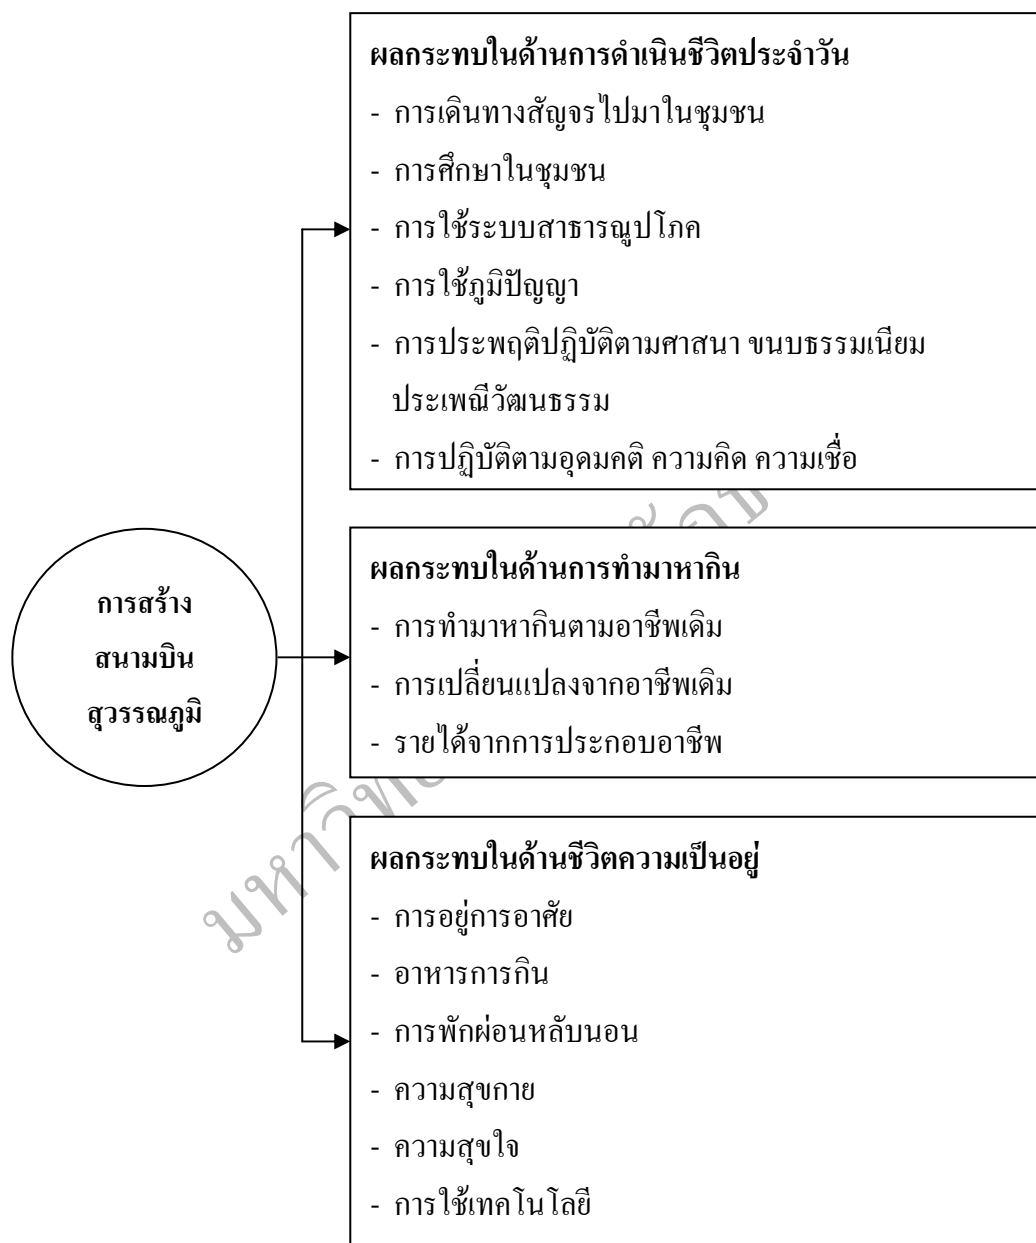 ผลกระทบในด้านการดำเนินชีวิตประจำวัน
- การเดินทางสัญจรไปมาในชุมชน
- การศึกษาในชุมชน
- การใช้ระบบสาธารณูปโภค
- การใช้ภูมิปัญญา
- การประพฤติปฏิบัติตามศาสนา ขนบธรรมเนียม
ประเพณีวัฒนธรรม
- การปฏิบัติตามอุดมคติ ความคิด ความเชื่อ
การสร้าง
สนามบิน
สุวรรณภูมิ
ผลกระทบในด้านการทำมาหากิน
- การทำมาหากินตามอาชีพเดิม
- การเปลี่ยนแปลงจากอาชีพเดิม
- รายได้จากการประกอบอาชีพ
ผลกระทบในด้านชีวิตความเป็นอยู่
- การอยู่การอาศัย
- อาหารการกิน
- การพักผ่อนหลับนอน
- ความสุขกาย
- ความสุขใจ
- การใช้เทคโนโลยี